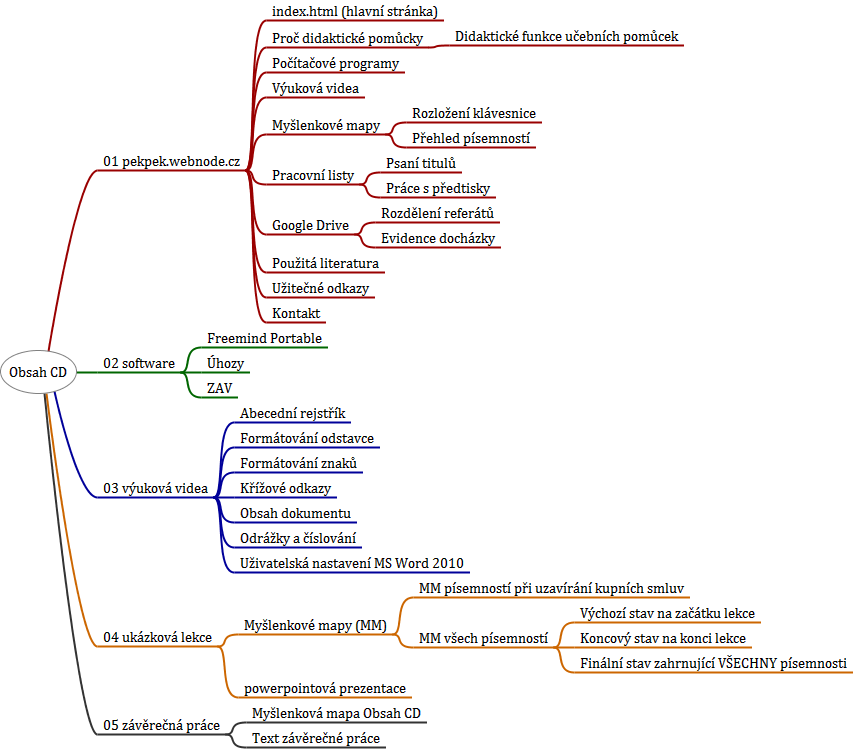 Obsah CD
01 pekpek.webnode.cz
index.html (hlavní stránka)
Proč didaktické pomůcky
Didaktické funkce učebních pomůcek
Počítačové programy
Výuková videa
Myšlenkové mapy
Rozložení klávesnice
Přehled písemností
Pracovní listy
Psaní titulů
Práce s předtisky
Google Drive
Rozdělení referátů
Evidence docházky
Použitá literatura
Užitečné odkazy
Kontakt
02 software
Freemind Portable
Úhozy
ZAV
03 výuková videa
Abecední rejstřík
Formátování odstavce
Formátování znaků
Křížové odkazy
Obsah dokumentu
Odrážky a číslování
Uživatelská nastavení MS Word 2010
04 ukázková lekce
Myšlenkové mapy (MM)
MM písemností při uzavírání kupních smluv
MM všech písemností
Výchozí stav na začátku lekce
Koncový stav na konci lekce
Finální stav zahrnující VŠECHNY písemnosti
powerpointová prezentace
05 závěrečná práce
Myšlenková mapa Obsah CD
Text závěrečné práce